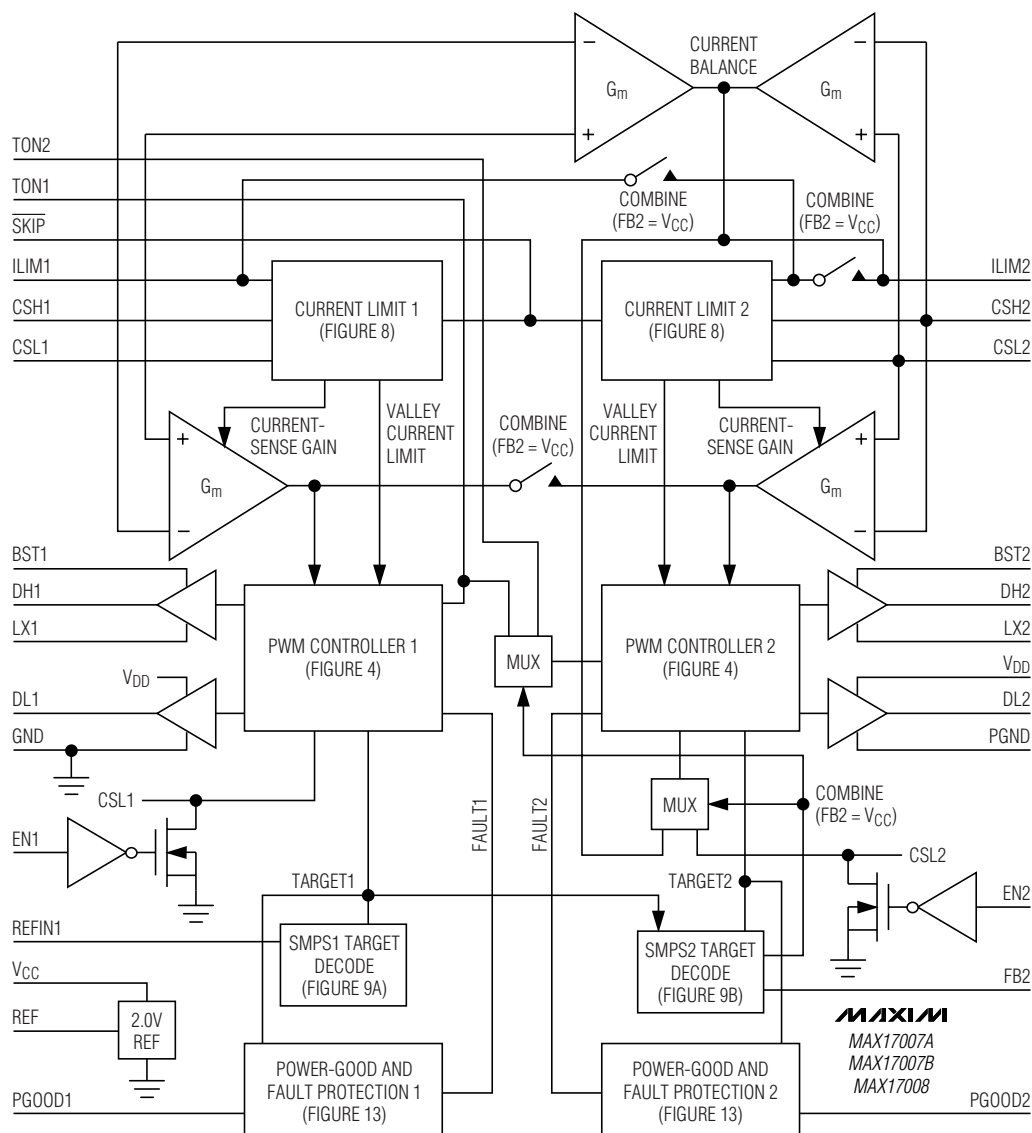 CURRENT
BALANCE
−
−
Gm
Gm
+
+
TON2
TON1
COMBINE
(FB2 = VCC)
COMBINE
(FB2 = VCC)
SKIP
ILIM1
ILIM2
CURRENT LIMIT 1
(FIGURE 8)
CURRENT LIMIT 2
(FIGURE 8)
CSH1
CSH2
CSL1
CSL2
CURRENT-
SENSE GAIN
VALLEY
CURRENT
LIMIT
COMBINE
(FB2 = VCC)
VALLEY
CURRENT
LIMIT
CURRENT-
SENSE GAIN
+
+
Gm
Gm
−
−
BST1
BST2
DH1
DH2
LX1
LX2
PWM CONTROLLER 1
(FIGURE 4)
MUX
PWM CONTROLLER 2
(FIGURE 4)
VDD
VDD
DL1
DL2
GND
PGND
CSL1
FAULT1
FAULT2
MUX
COMBINE
(FB2 = VCC)
EN1
CSL2
TARGET1
TARGET2
EN2
REFIN1
SMPS1 TARGET
DECODE
(FIGURE 9A)
SMPS2 TARGET
DECODE
(FIGURE 9B)
FB2
VCC
REF
2.0V
REF
MAXIM
MAX17007A
MAX17007B
MAX17008
POWER-GOOD AND
FAULT PROTECTION 1
(FIGURE 13)
POWER-GOOD AND
FAULT PROTECTION 2
(FIGURE 13)
PGOOD1
PGOOD2